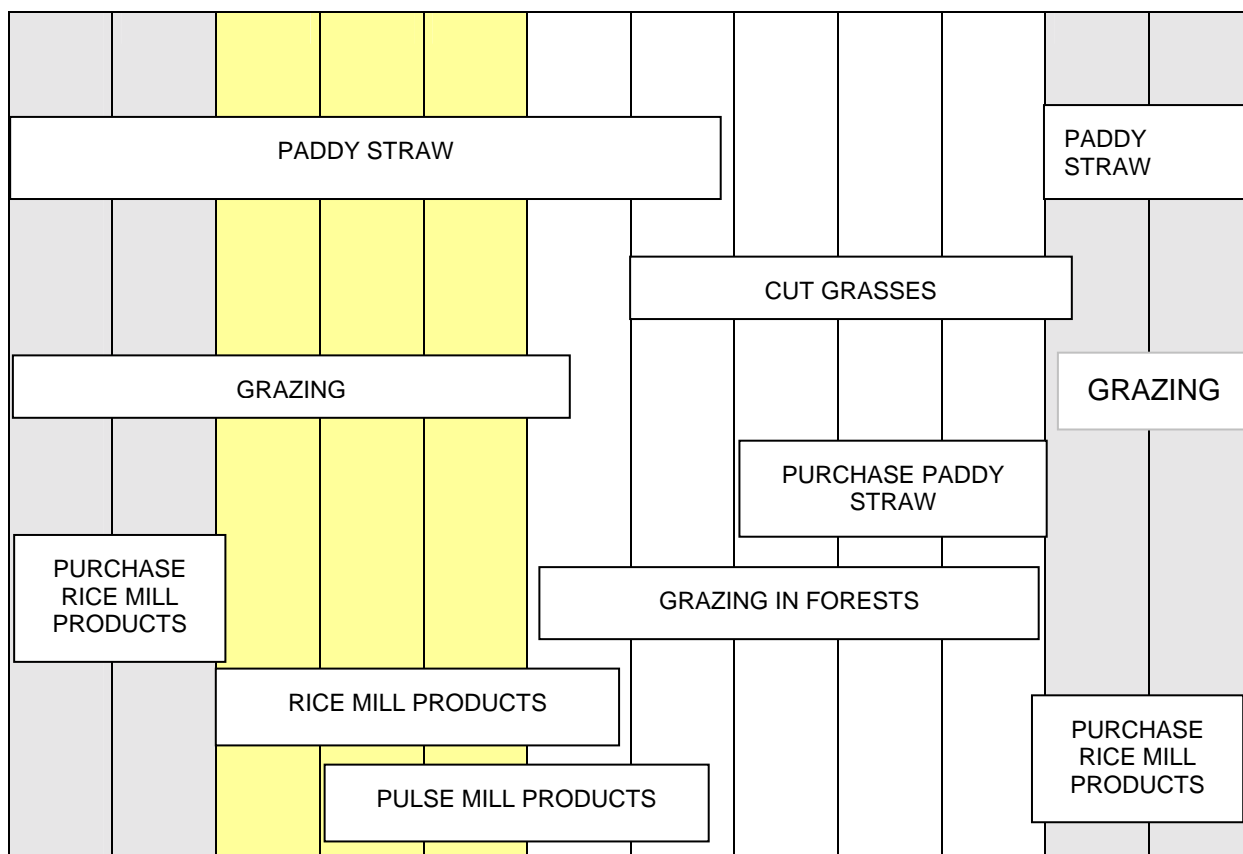 PADDY STRAW
PADDY
STRAW
CUT GRASSES
GRAZING
GRAZING
PURCHASE PADDY
STRAW
PURCHASE
RICE MILL
PRODUCTS
GRAZING IN FORESTS
RICE MILL PRODUCTS
PURCHASE
RICE MILL
PRODUCTS
PULSE MILL PRODUCTS